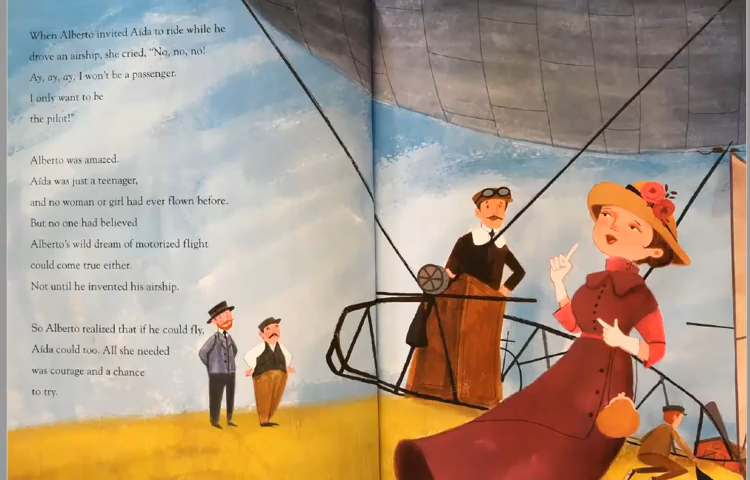 When Alberto invited Aída to ride while he
drove an airship, she cried, “No, no, no!
Ay, ay, ay, I won’t be a passenger.
I only want to be
the pilot!”
Alberto was amazed.
Aída was just a teenager,
and no woman or girl had ever flown before.
But no one had believed
Alberto’s wild dream of motorized flight
could come true either.
Not until he invented his airship.
So Alberto realized that if he could fly,
Aída could too. All she needed
was courage and a chance
to try.